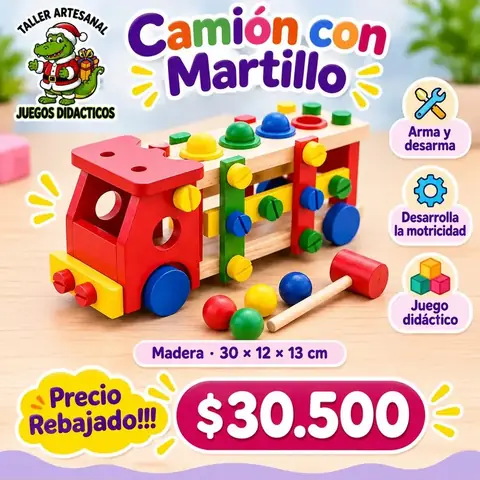 TALLER ARTESANAL
JUEGOS DIDACTICOS
Camión con
Martillo
Arma y
desarma
Desarrolla
la motricidad
Juego
didáctico
Madera · 30 × 12 × 13 cm
Precio
Rebajado!!!
$30.500